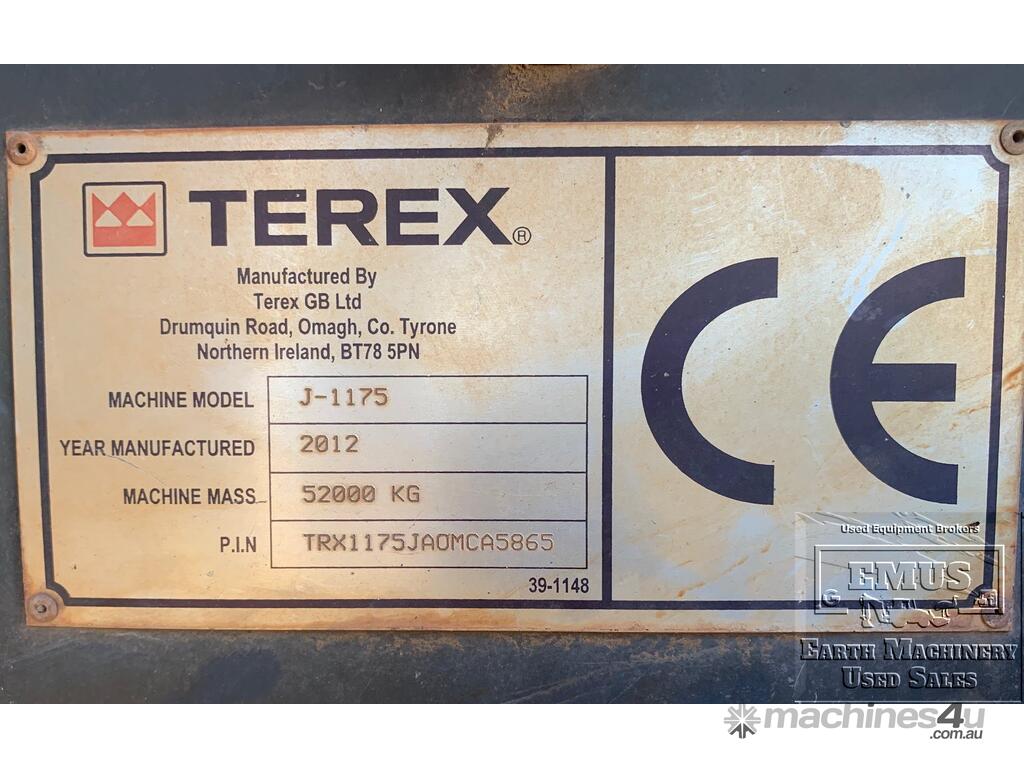 TEREX®
Manufactured By
Terex GB Ltd
Drumquin Road, Omagh, Co. Tyrone
Northern Ireland, BT78 5PN
MACHINE MODEL J-1175
YEAR MANUFACTURED 2012
MACHINE MASS 52000 KG
P.I.N TRX1175JAOMCA5865
39-1148
CE
Used Equipment Brokers
EMUS
EARTH MACHINERY
USED SALES
machines4u
.com.au